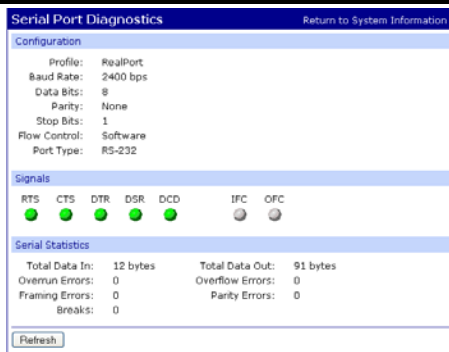 Serial Port Diagnostics Return to System Information
Configuration
Profile: RealPort
Baud Rate: 2400 bps
Data Bits: 8
Parity: None
Stop Bits: 1
Flow Control: Software
Port Type: RS-232
Signals
RTS CTS DTR DSR DCD IFC OFC
Serial Statistics
Total Data In: 12 bytes Total Data Out: 91 bytes
Overrun Errors: 0 Overflow Errors: 0
Framing Errors: 0 Parity Errors: 0
Breaks: 0
Refresh